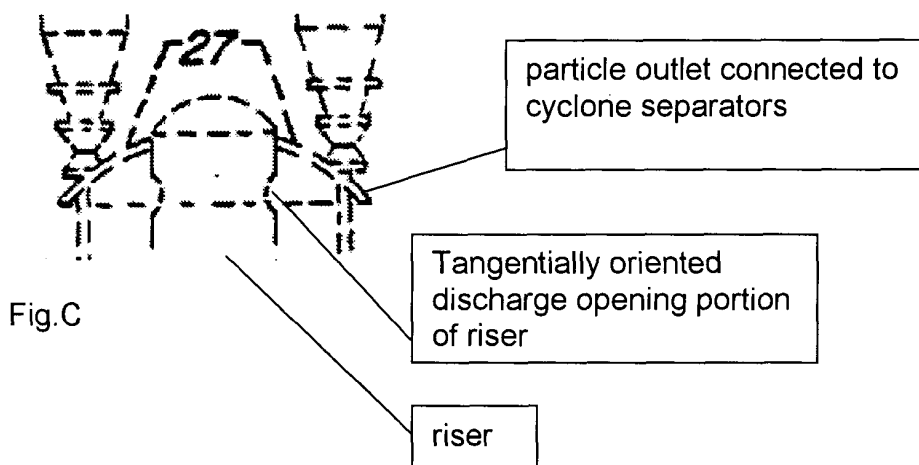 27
particle outlet connected to
cyclone separators
Tangentially oriented
discharge opening portion
of riser
Fig.C
riser